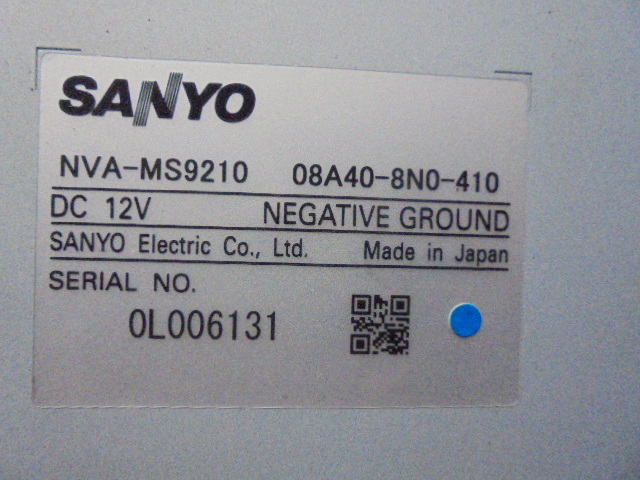 SANYO
NVA-MS9210 08A40-8N0-410
DC 12V NEGATIVE GROUND
SANYO Electric Co., Ltd. Made in Japan
SERIAL NO.
0L006131